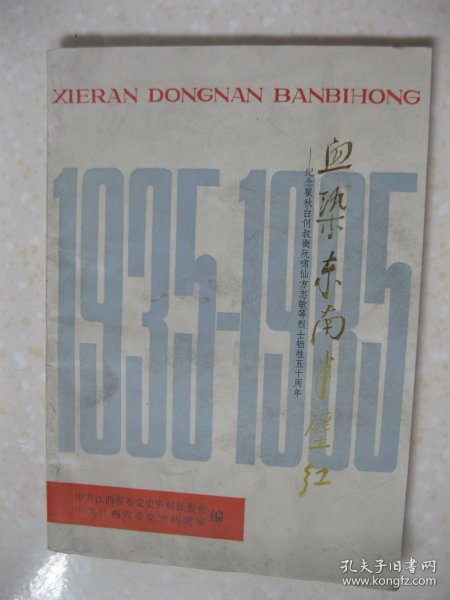 XIERAN DONGNAN BANBIHONG
1935-1985
血染东南半壁红
——纪念瞿秋白何叔衡阮啸仙方志敏等烈士牺牲五十周年
中共江西省委党史资料征委会
中共江西省委党史研究室
编
孔夫子旧书网
book.kongfz.com